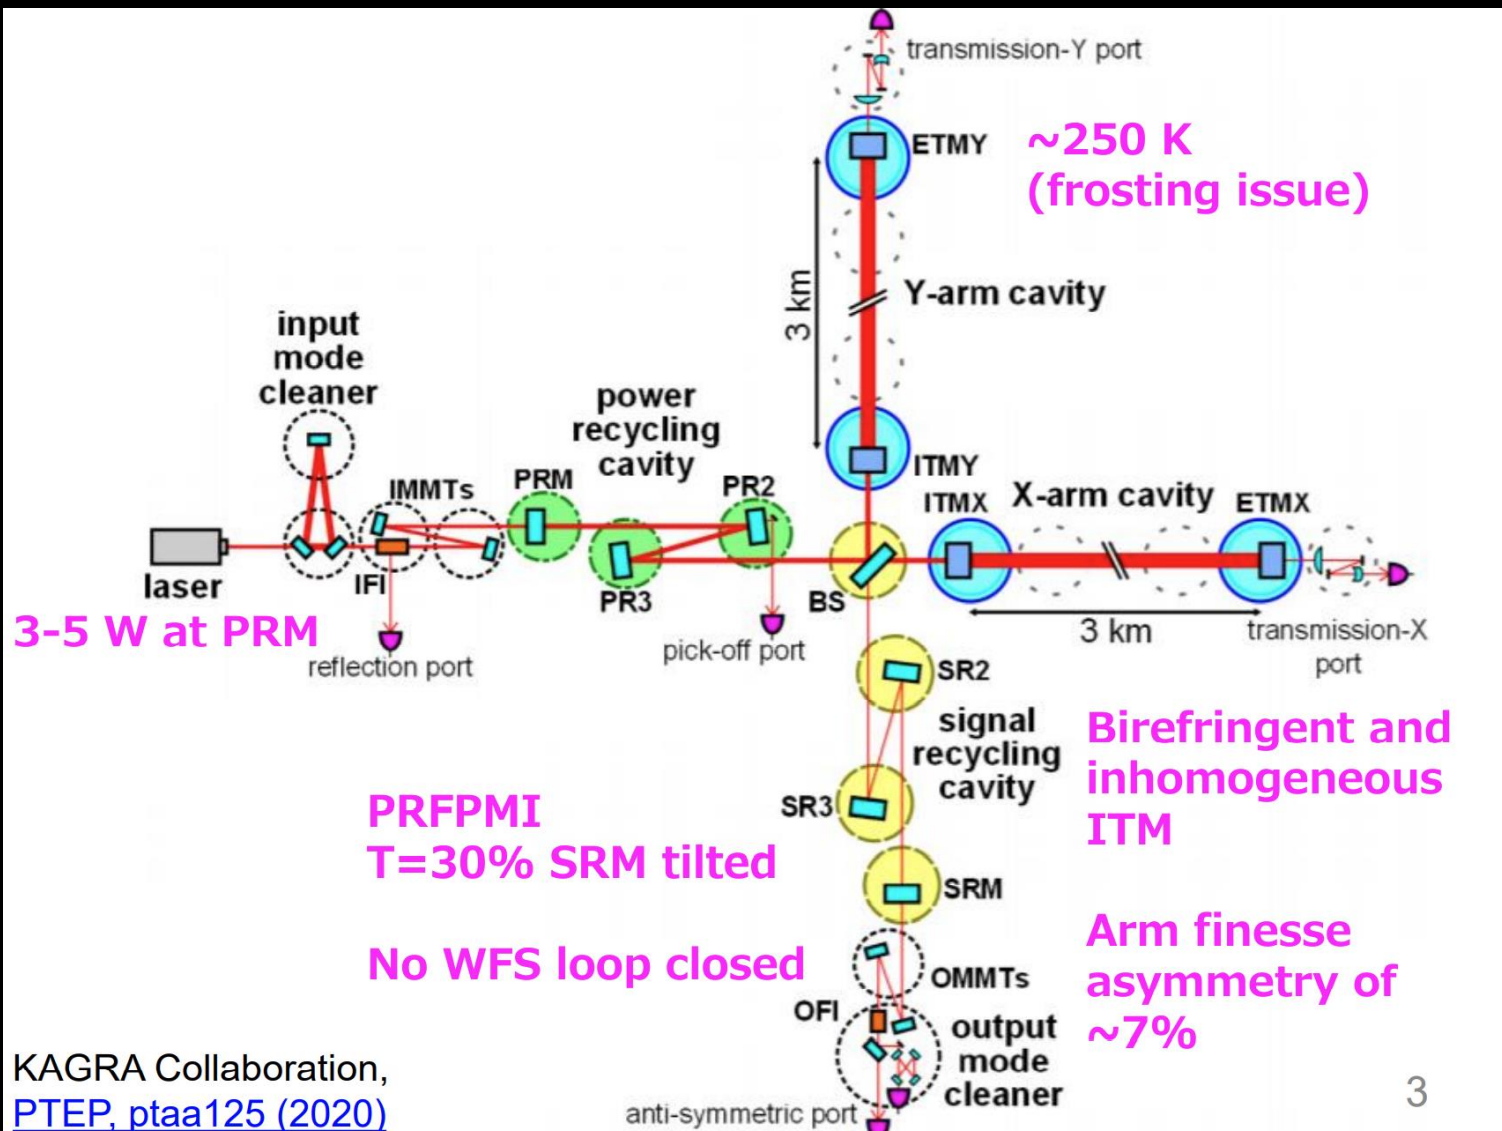 transmission-Y port
ETMY
~250 K
(frosting issue)
3 km
Y-arm cavity
input
mode
cleaner
power
recycling
cavity
ITMY
IMMTs
PRM
PR2
ITMX
X-arm cavity
ETMX
laser
IFI
PR3
BS
3 km
transmission-X
port
3-5 W at PRM
reflection port
pick-off port
SR2
signal
recycling
cavity
Birefringent and
inhomogeneous
ITM
SR3
PRFPMI
T=30% SRM tilted
SRM
No WFS loop closed
Arm finesse
asymmetry of
~7%
OMMTs
OFI
output
mode
cleaner
anti-symmetric port
KAGRA Collaboration,
PTEP, ptaa125 (2020)
3